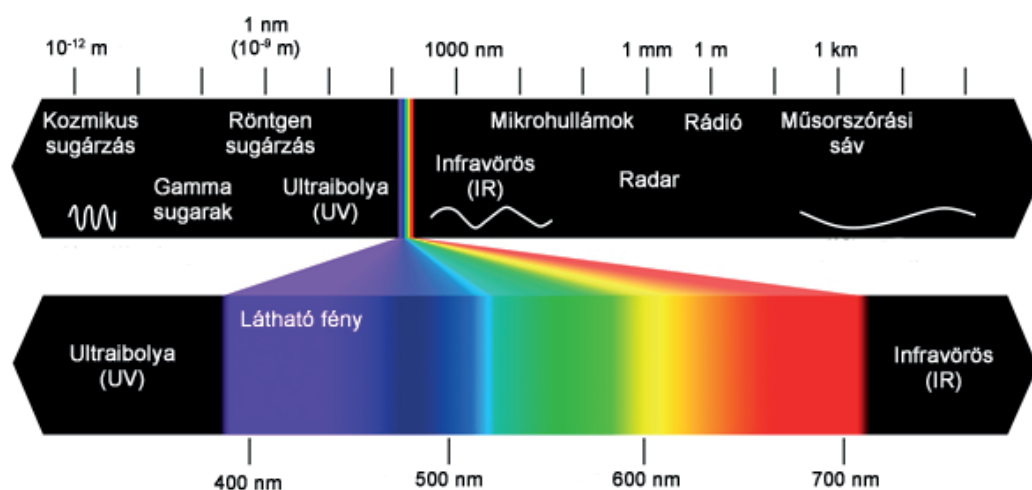 10⁻¹² m
1 nm
(10⁻⁹ m)
1000 nm
1 mm
1 m
1 km
Kozmikus
sugárzás
Gamma
sugarak
Röntgen
sugárzás
Ultraibolya
(UV)
Infravörös
(IR)
Mikrohullámok
Radar
Rádió
Műsorszórási
sáv
Ultraibolya
(UV)
Látható fény
Infravörös
(IR)
400 nm
500 nm
600 nm
700 nm